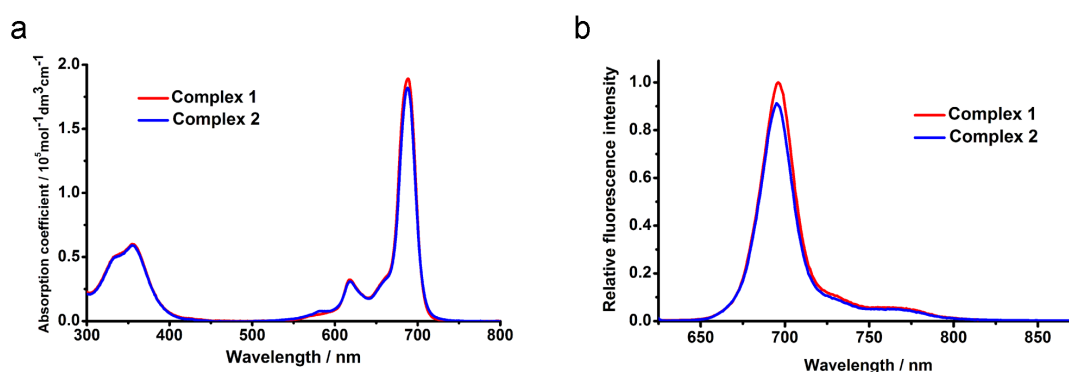 a
Absorption coefficient / 10⁵mol⁻¹dm³cm⁻¹
2.0
1.5
1.0
0.5
0.0
Complex 1
Complex 2
300 400 500 600 700 800
Wavelength / nm
b
Relative fluorescence intensity
1.0
0.8
0.6
0.4
0.2
0.0
Complex 1
Complex 2
650 700 750 800 850
Wavelength / nm